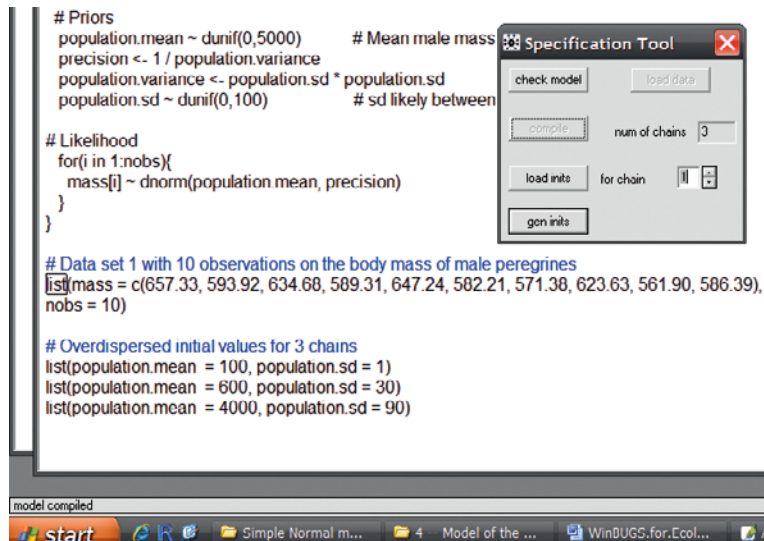 # Priors
population.mean ~ dunif(0,5000) # Mean male mass
precision <- 1 / population.variance
population.variance <- population.sd * population.sd
population.sd ~ dunif(0,100) # sd likely between
# Likelihood
for(i in 1:nobs){
mass[i] ~ dnorm(population.mean, precision)
}
}
# Data set 1 with 10 observations on the body mass of male peregrines
list(mass = c(657.33, 593.92, 634.68, 589.31, 647.24, 582.21, 571.38, 623.63, 561.90, 586.39),
nobs = 10)
# Overdispersed initial values for 3 chains
list(population.mean = 100, population.sd = 1)
list(population.mean = 600, population.sd = 30)
list(population.mean = 4000, population.sd = 90)
Specification Tool
check model load data
compile num of chains 3
load inits for chain 1
gen inits
model compiled
start Simple Normal m... 4 Model of the ... WinBUGS.for.Ecol...